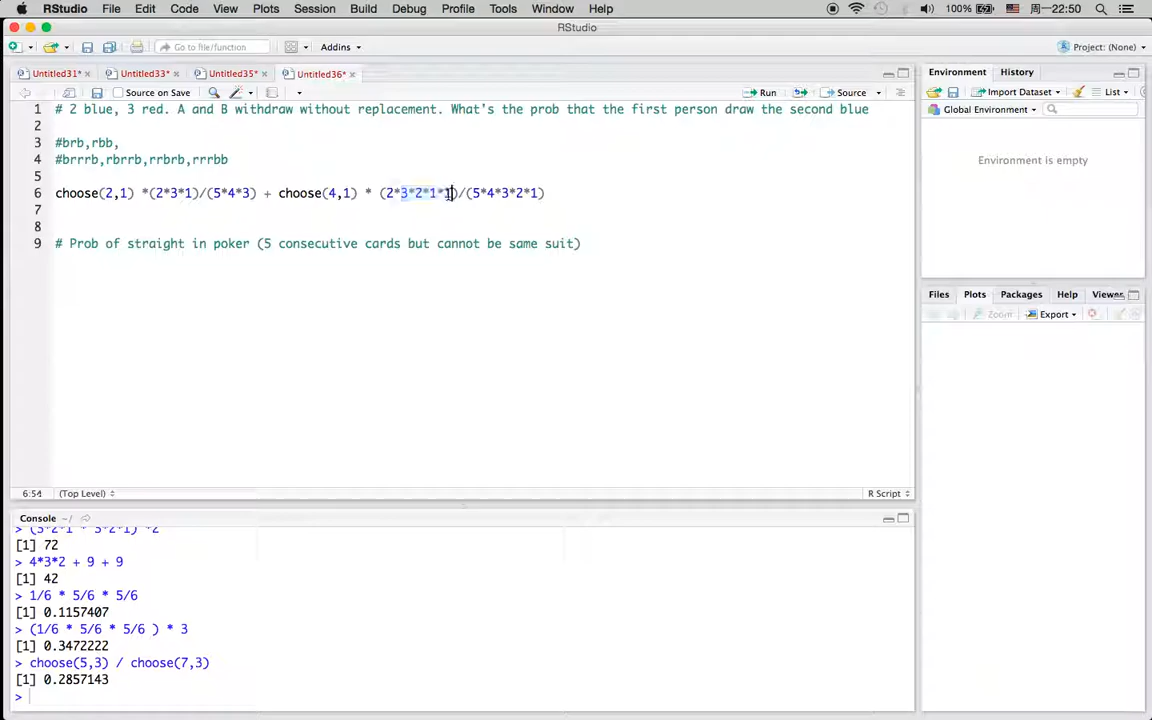 RStudio File Edit Code View Plots Session Build Debug Profile Tools Window Help 100% 周一22:50
RStudio
Go to file/function Addins Project: (None)
Untitled31* Untitled33* Untitled35* Untitled36*
Source on Save Run Source
1 # 2 blue, 3 red. A and B withdraw without replacement. What's the prob that the first person draw the second blue
2
3 #brb,rbb,
4 #brrrb,rbrrb,rrbrb,rrrbb
5
6 choose(2,1) *(2*3*1)/(5*4*3) + choose(4,1) * (2*3*2*1*1)/(5*4*3*2*1)
7
8
9 # Prob of straight in poker (5 consecutive cards but cannot be same suit)
6:54 (Top Level) R Script
Console ~/
> (3*2*1 * 3*2*1) *2
[1] 72
> 4*3*2 + 9 + 9
[1] 42
> 1/6 * 5/6 * 5/6
[1] 0.1157407
> (1/6 * 5/6 * 5/6 ) * 3
[1] 0.3472222
> choose(5,3) / choose(7,3)
[1] 0.2857143
>
Environment History
Import Dataset List
Global Environment
Environment is empty
Files Plots Packages Help Viewer
Zoom Export